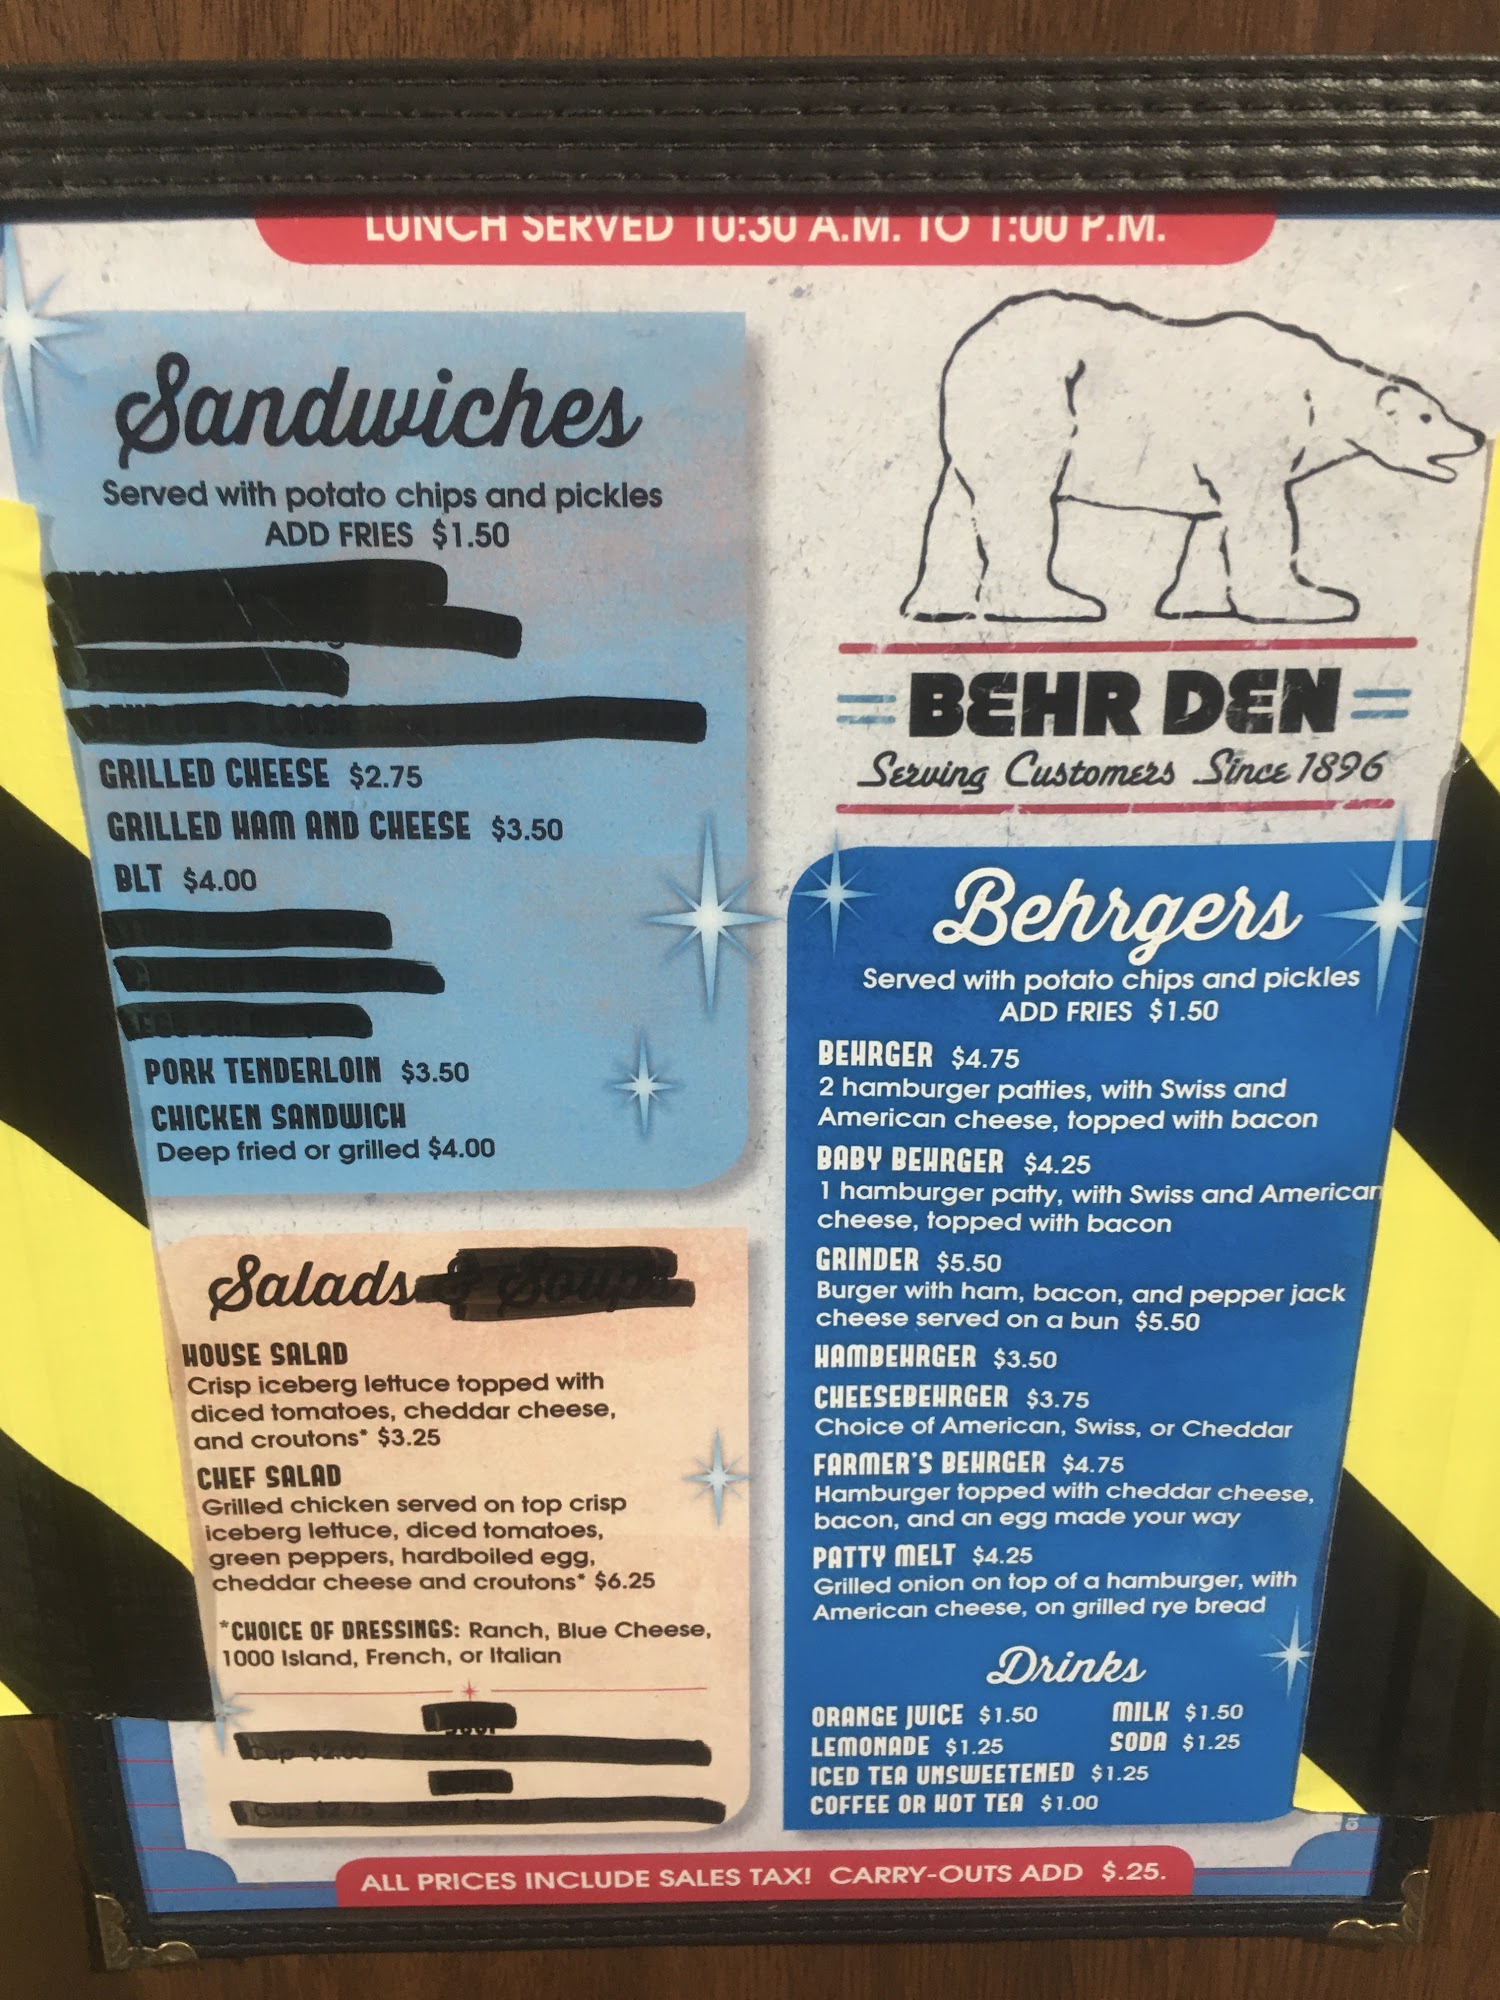 LUNCH SERVED 10:30 A.M. TO 1:00 P.M.
Sandwiches
Served with potato chips and pickles
ADD FRIES $1.50
GRILLED CHEESE $2.75
GRILLED HAM AND CHEESE $3.50
BLT $4.00
PORK TENDERLOIN $3.50
CHICKEN SANDWICH
Deep fried or grilled $4.00
Salads & Soups
HOUSE SALAD
Crisp iceberg lettuce topped with
diced tomatoes, cheddar cheese,
and croutons* $3.25
CHEF SALAD
Grilled chicken served on top crisp
iceberg lettuce, diced tomatoes,
green peppers, hardboiled egg,
cheddar cheese and croutons* $6.25
*CHOICE OF DRESSINGS: Ranch, Blue Cheese,
1000 Island, French, or Italian
Cup $2.00
Cup $2.75 Bowl
BEHR DEN
Serving Customers Since 1896
Behrgers
Served with potato chips and pickles
ADD FRIES $1.50
BEHRGER $4.75
2 hamburger patties, with Swiss and
American cheese, topped with bacon
BABY BEHRGER $4.25
1 hamburger patty, with Swiss and American
cheese, topped with bacon
GRINDER $5.50
Burger with ham, bacon, and pepper jack
cheese served on a bun $5.50
HAMBEHRGER $3.50
CHEESEBEHRGER $3.75
Choice of American, Swiss, or Cheddar
FARMER'S BEHRGER $4.75
Hamburger topped with cheddar cheese,
bacon, and an egg made your way
PATTY MELT $4.25
Grilled onion on top of a hamburger, with
American cheese, on grilled rye bread
Drinks
ORANGE JUICE $1.50 MILK $1.50
LEMONADE $1.25 SODA $1.25
ICED TEA UNSWEETENED $1.25
COFFEE OR HOT TEA $1.00
ALL PRICES INCLUDE SALES TAX! CARRY-OUTS ADD $.25.